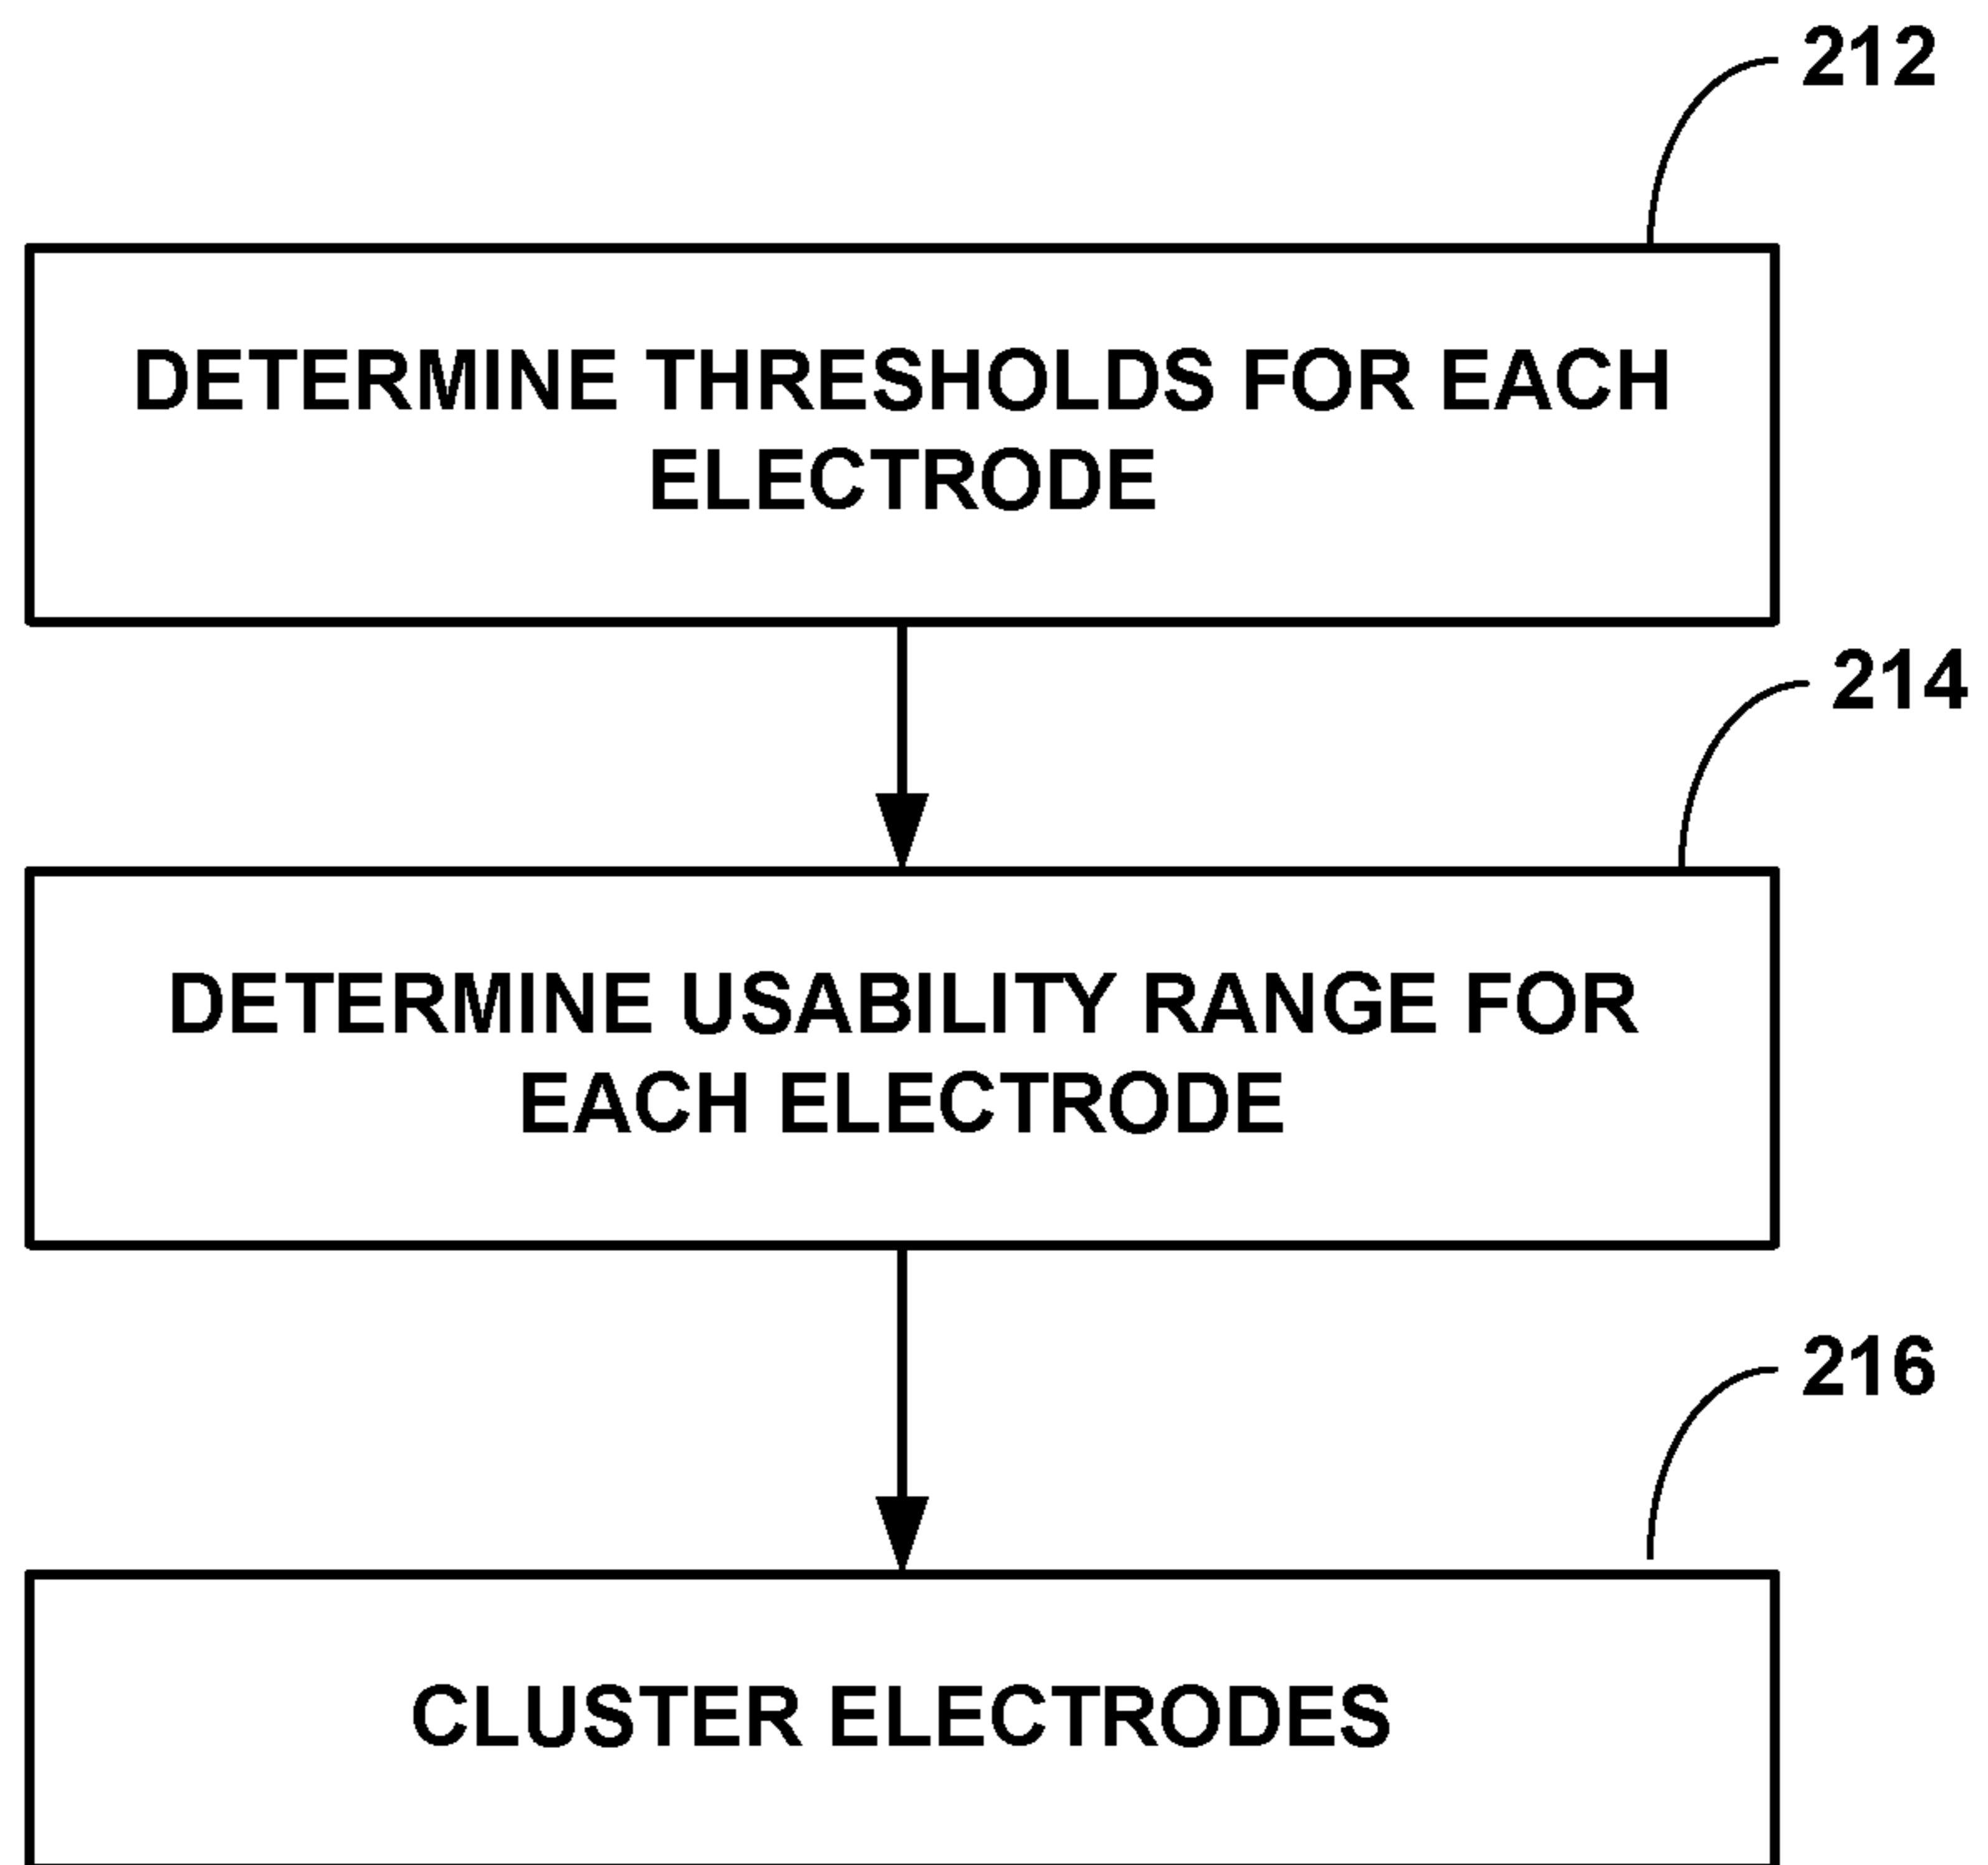 212
DETERMINE THRESHOLDS FOR EACH
ELECTRODE
214
DETERMINE USABILITY RANGE FOR
EACH ELECTRODE
216
CLUSTER ELECTRODES